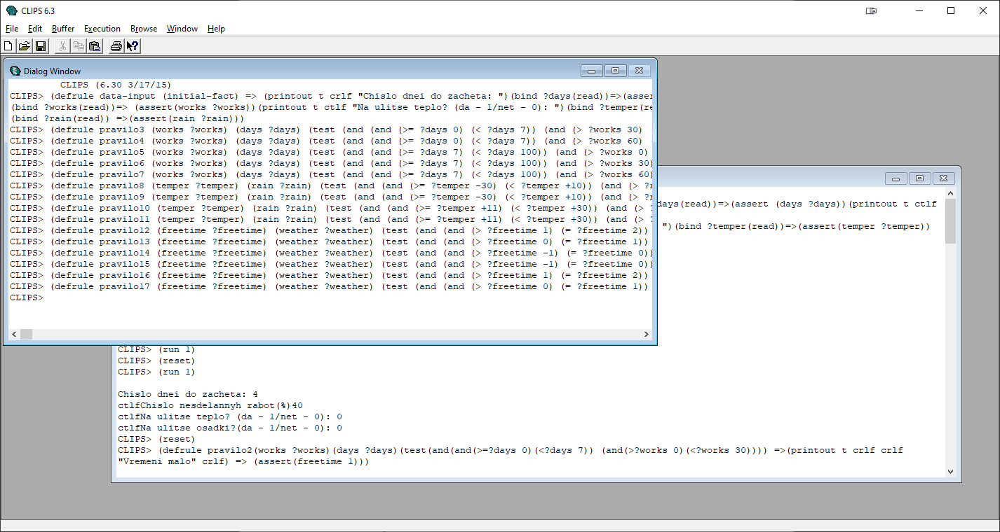 CLIPS 6.3
File Edit Buffer Execution Browse Window Help
Dialog Window
CLIPS (6.30 3/17/15)
CLIPS> (defrule data-input (initial-fact) => (printout t crlf "Chislo dnei do zacheta: ")(bind ?days(read))=>(asser
(bind ?works(read))=> (assert(works ?works))(printout t ctlf "Na ulitse teplo? (da - 1/net - 0): ")(bind ?temper(re
(bind ?rain(read)) =>(assert(rain ?rain)))
CLIPS> (defrule pravilo3 (works ?works) (days ?days) (test (and (and (>= ?days 0) (< ?days 7)) (and (> ?works 30)
CLIPS> (defrule pravilo4 (works ?works) (days ?days) (test (and (and (>= ?days 0) (< ?days 7)) (and (> ?works 60)
CLIPS> (defrule pravilo5 (works ?works) (days ?days) (test (and (and (>= ?days 7) (< ?days 100)) (and (> ?works 0)
CLIPS> (defrule pravilo6 (works ?works) (days ?days) (test (and (and (>= ?days 7) (< ?days 100)) (and (> ?works 30)
CLIPS> (defrule pravilo7 (works ?works) (days ?days) (test (and (and (>= ?days 7) (< ?days 100)) (and (> ?works 60)
CLIPS> (defrule pravilo8 (temper ?temper) (rain ?rain) (test (and (and (>= ?temper -30) (< ?temper +10)) (and (> ?r
CLIPS> (defrule pravilo9 (temper ?temper) (rain ?rain) (test (and (and (>= ?temper -30) (< ?temper +10)) (and (> ?r
CLIPS> (defrule pravilo10 (temper ?temper) (rain ?rain) (test (and (and (>= ?temper +11) (< ?temper +30)) (and (> ?
CLIPS> (defrule pravilo11 (temper ?temper) (rain ?rain) (test (and (and (>= ?temper +11) (< ?temper +30)) (and (> ?
CLIPS> (defrule pravilo12 (freetime ?freetime) (weather ?weather) (test (and (and (> ?freetime 1) (= ?freetime 2))
CLIPS> (defrule pravilo13 (freetime ?freetime) (weather ?weather) (test (and (and (> ?freetime 0) (= ?freetime 1))
CLIPS> (defrule pravilo14 (freetime ?freetime) (weather ?weather) (test (and (and (> ?freetime -1) (= ?freetime 0))
CLIPS> (defrule pravilo15 (freetime ?freetime) (weather ?weather) (test (and (and (> ?freetime -1) (= ?freetime 0))
CLIPS> (defrule pravilo16 (freetime ?freetime) (weather ?weather) (test (and (and (> ?freetime 1) (= ?freetime 2))
CLIPS> (defrule pravilo17 (freetime ?freetime) (weather ?weather) (test (and (and (> ?freetime 0) (= ?freetime 1))
CLIPS>
days(read))=>(assert (days ?days))(printout t ctlf
")(bind ?temper(read))=>(assert(temper ?temper))
CLIPS> (run 1)
CLIPS> (reset)
CLIPS> (run 1)
Chislo dnei do zacheta: 4
ctlfChislo nesdelannyh rabot(%)40
ctlfNa ulitse teplo? (da - 1/net - 0): 0
ctlfNa ulitse osadki?(da - 1/net - 0): 0
CLIPS> (reset)
CLIPS> (defrule pravilo2(works ?works)(days ?days)(test(and(and(>=?days 0)(<?days 7)) (and(>?works 0)(<?works 30)))) =>(printout t crlf crlf
"Vremeni malo" crlf) => (assert(freetime 1)))